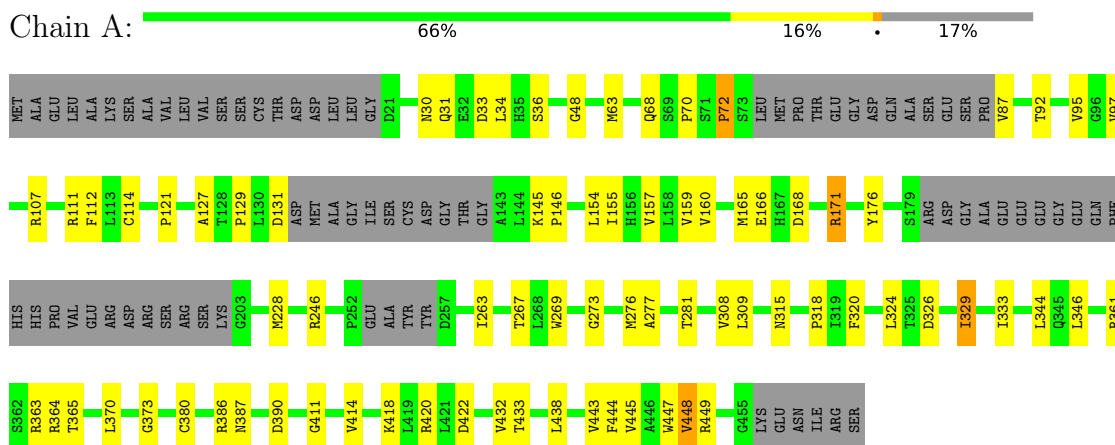 Chain A:
66% 16% • 17%
MET ALA GLU LEU ALA LYS SER ALA VAL LEU VAL SER SER CYS THR ASP ASP LEU LEU GLY D21 N30 Q31 E32 D33 L34 H35 S36 G48 M63 Q68 S69 P70 S71 P72 S73 LEU MET PRO THR GLU GLY ASP GLN ALA SER GLU SER PRO V87 T92 V95 G96 V97
R107 R111 F112 L113 C114 P121 A127 T128 P129 L130 D131 ASP MET ALA GLY ILE SER CYS ASP GLY THR GLY A143 L144 K145 P146 L154 I155 H156 V157 L158 V159 V160 M165 E166 H167 D168 R171 Y176 S179 ARG ASP GLY ALA GLU GLU GLU GLY GLU GLN PHE
HIS HIS PRO VAL GLU ARG ASP ARG SER ARG SER LYS G203 M228 R246 P252 GLU ALA TYR TYR D257 I263 T267 L268 W269 G273 M276 A277 T281 V308 L309 N315 P318 I319 F320 L324 T325 D326 I329 I333 L344 Q345 L346 R361
S362 R363 R364 T365 L370 G373 C380 R386 N387 D390 G411 V414 K418 L419 R420 L421 D422 V432 T433 L438 V443 F444 V445 A446 W447 V448 R449 G455 LYS GLU ASN ILE ARG SER